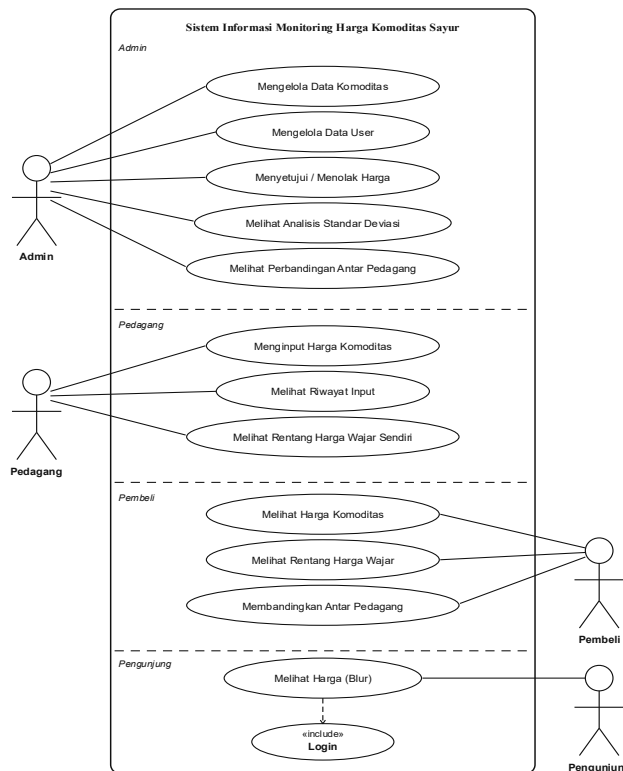 Sistem Informasi Monitoring Harga Komoditas Sayur
Admin
Mengelola Data Komoditas
Mengelola Data User
Menyetujui / Menolak Harga
Melihat Analisis Standar Deviasi
Admin
Melihat Perbandingan Antar Pedagang
Pedagang
Menginput Harga Komoditas
Melihat Riwayat Input
Melihat Rentang Harga Wajar Sendiri
Pedagang
Pembeli
Melihat Harga Komoditas
Melihat Rentang Harga Wajar
Membandingkan Antar Pedagang
Pembeli
Pengunjung
Melihat Harga (Blur)
«include»
Login
Pengunjun